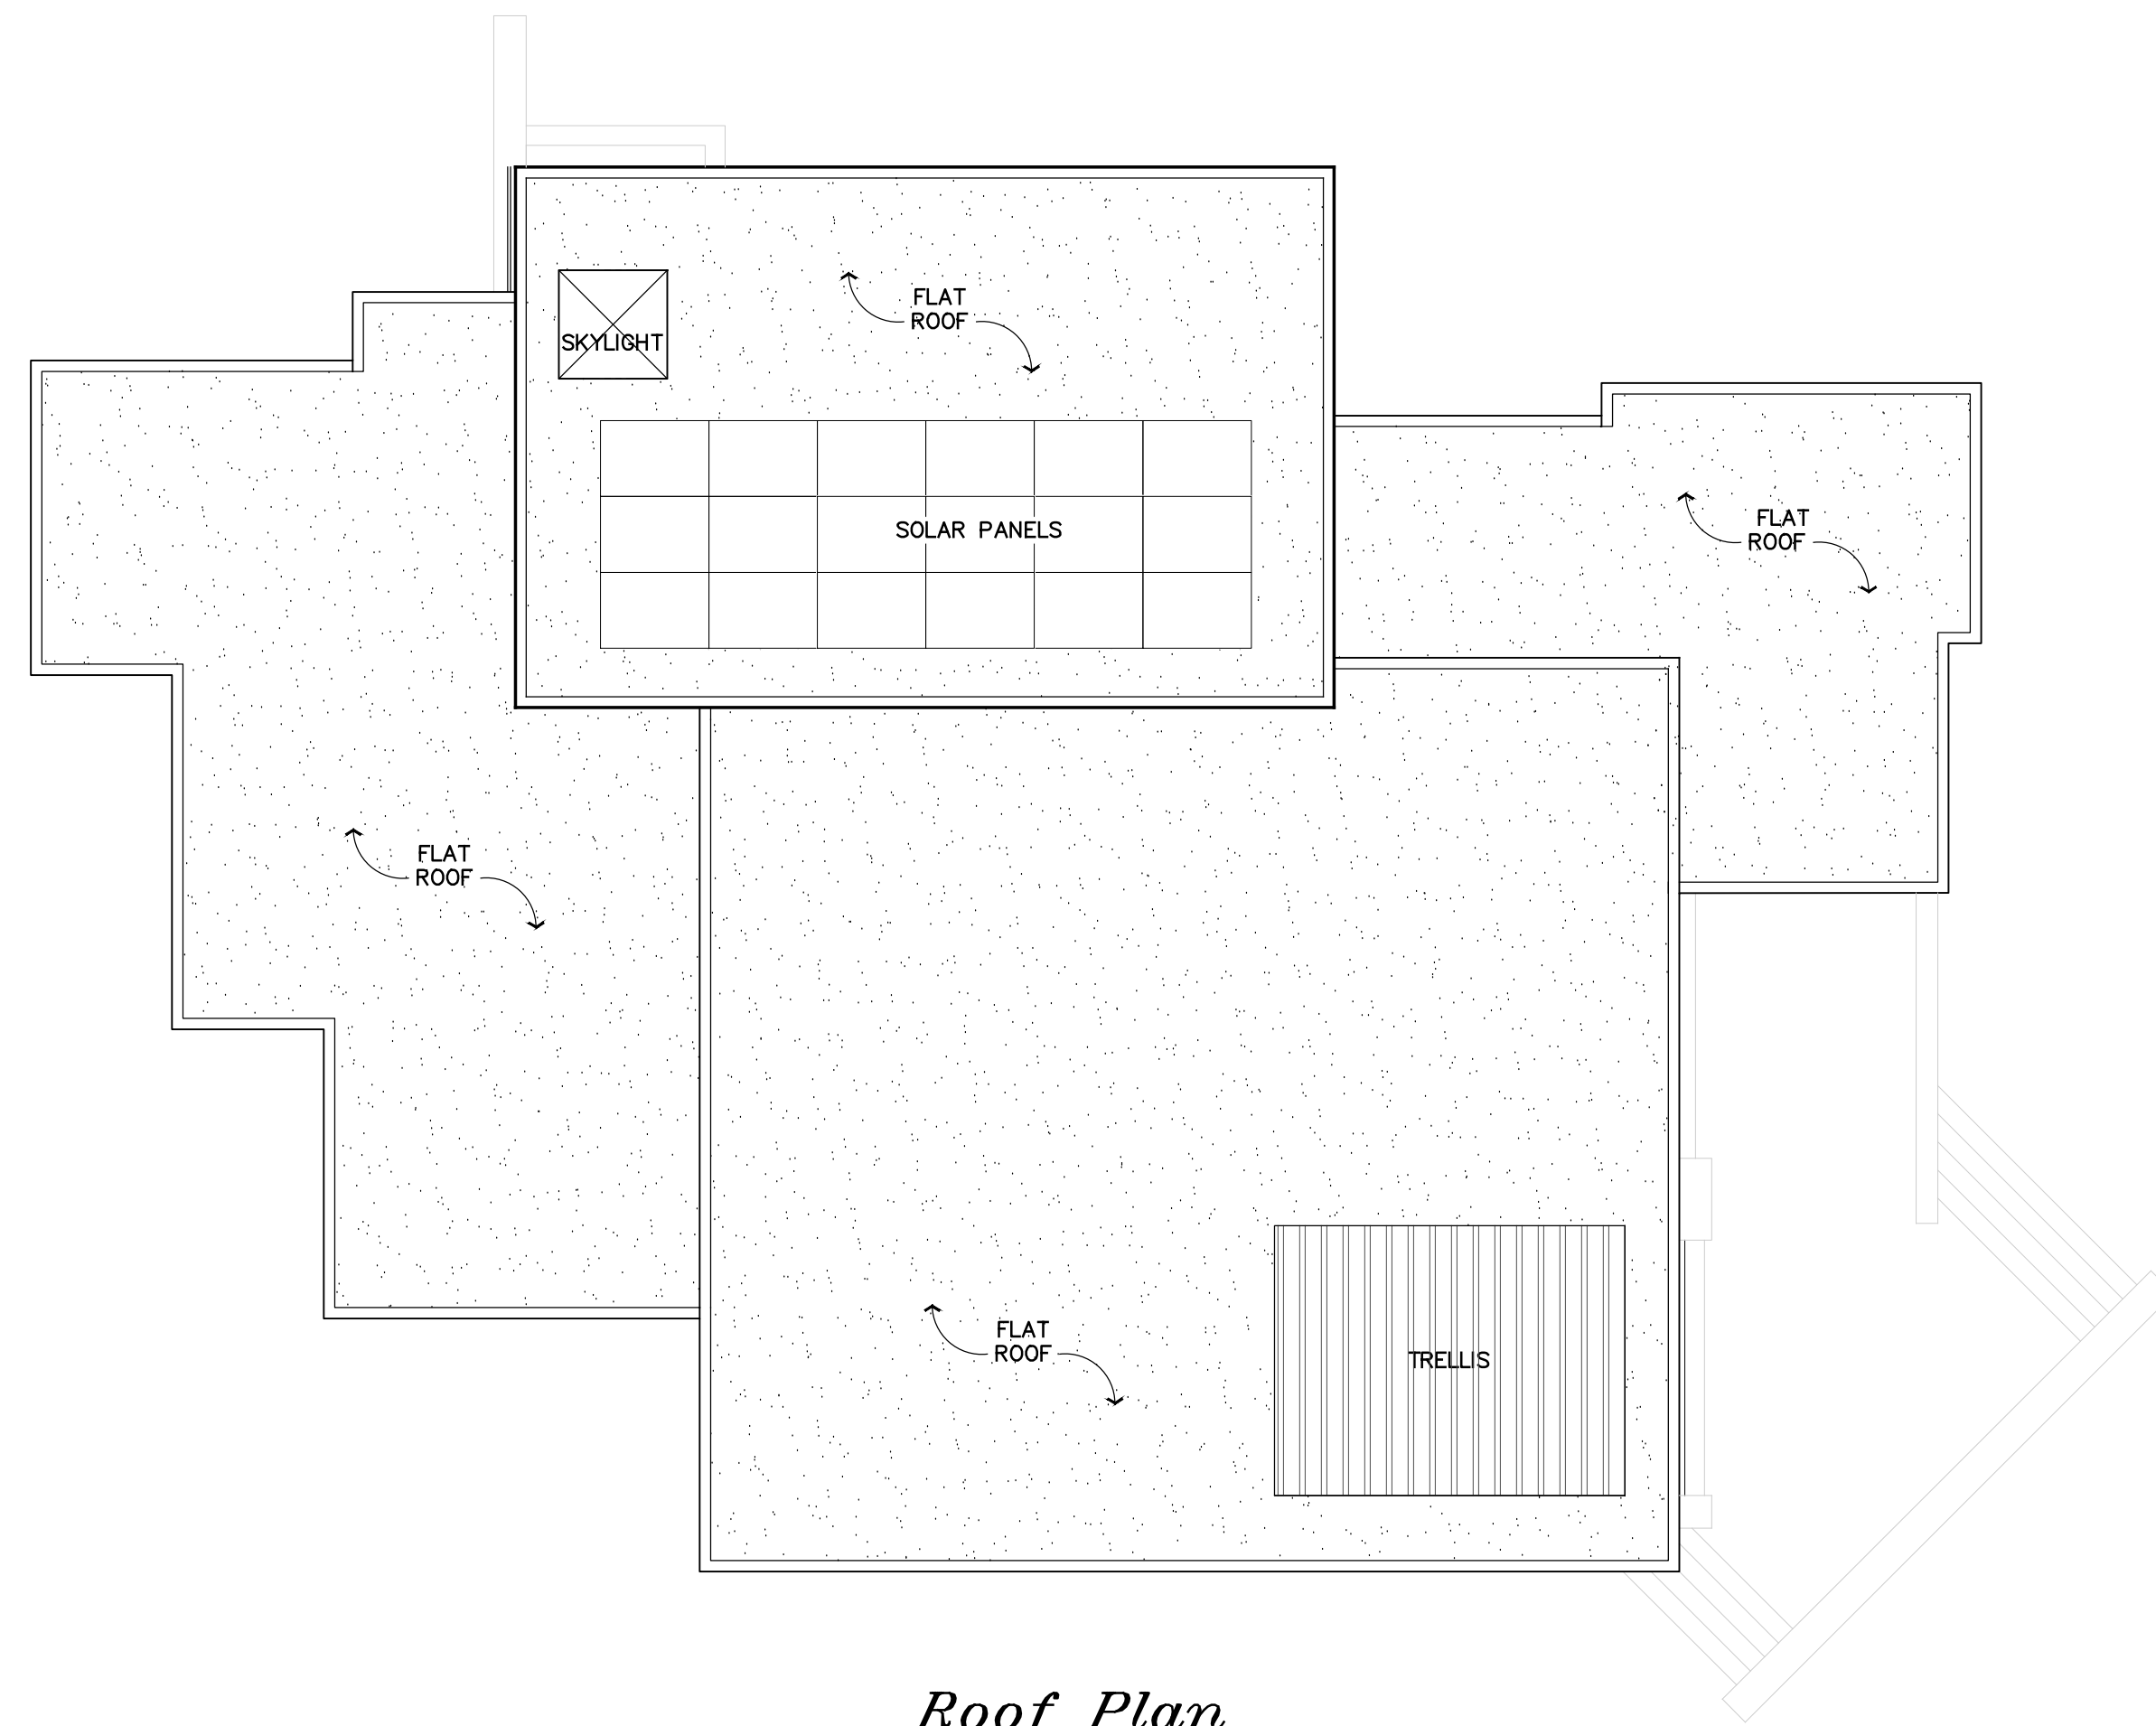 FLAT
ROOF
SKYLIGHT
SOLAR PANELS
FLAT
ROOF
FLAT
ROOF
FLAT
ROOF
TRELLIS
Roof Plan